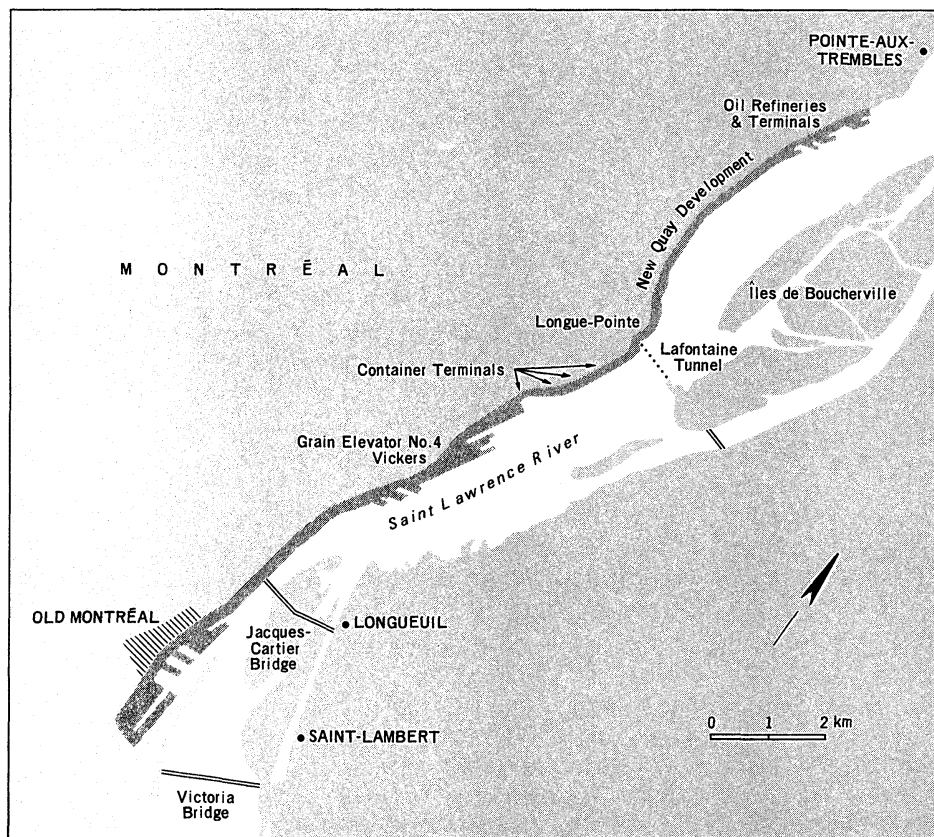 POINTE-AUX-
TREMBLES
Oil Refineries
& Terminals
New Quay Development
M O N T R É A L
Îles de Boucherville
Longue-Pointe
Lafontaine
Tunnel
Container Terminals
Grain Elevator No.4
Vickers
Saint Lawrence River
OLD MONTRÉAL
Jacques-
Cartier
Bridge
LONGUEUIL
0 1 2 km
SAINT-LAMBERT
Victoria
Bridge